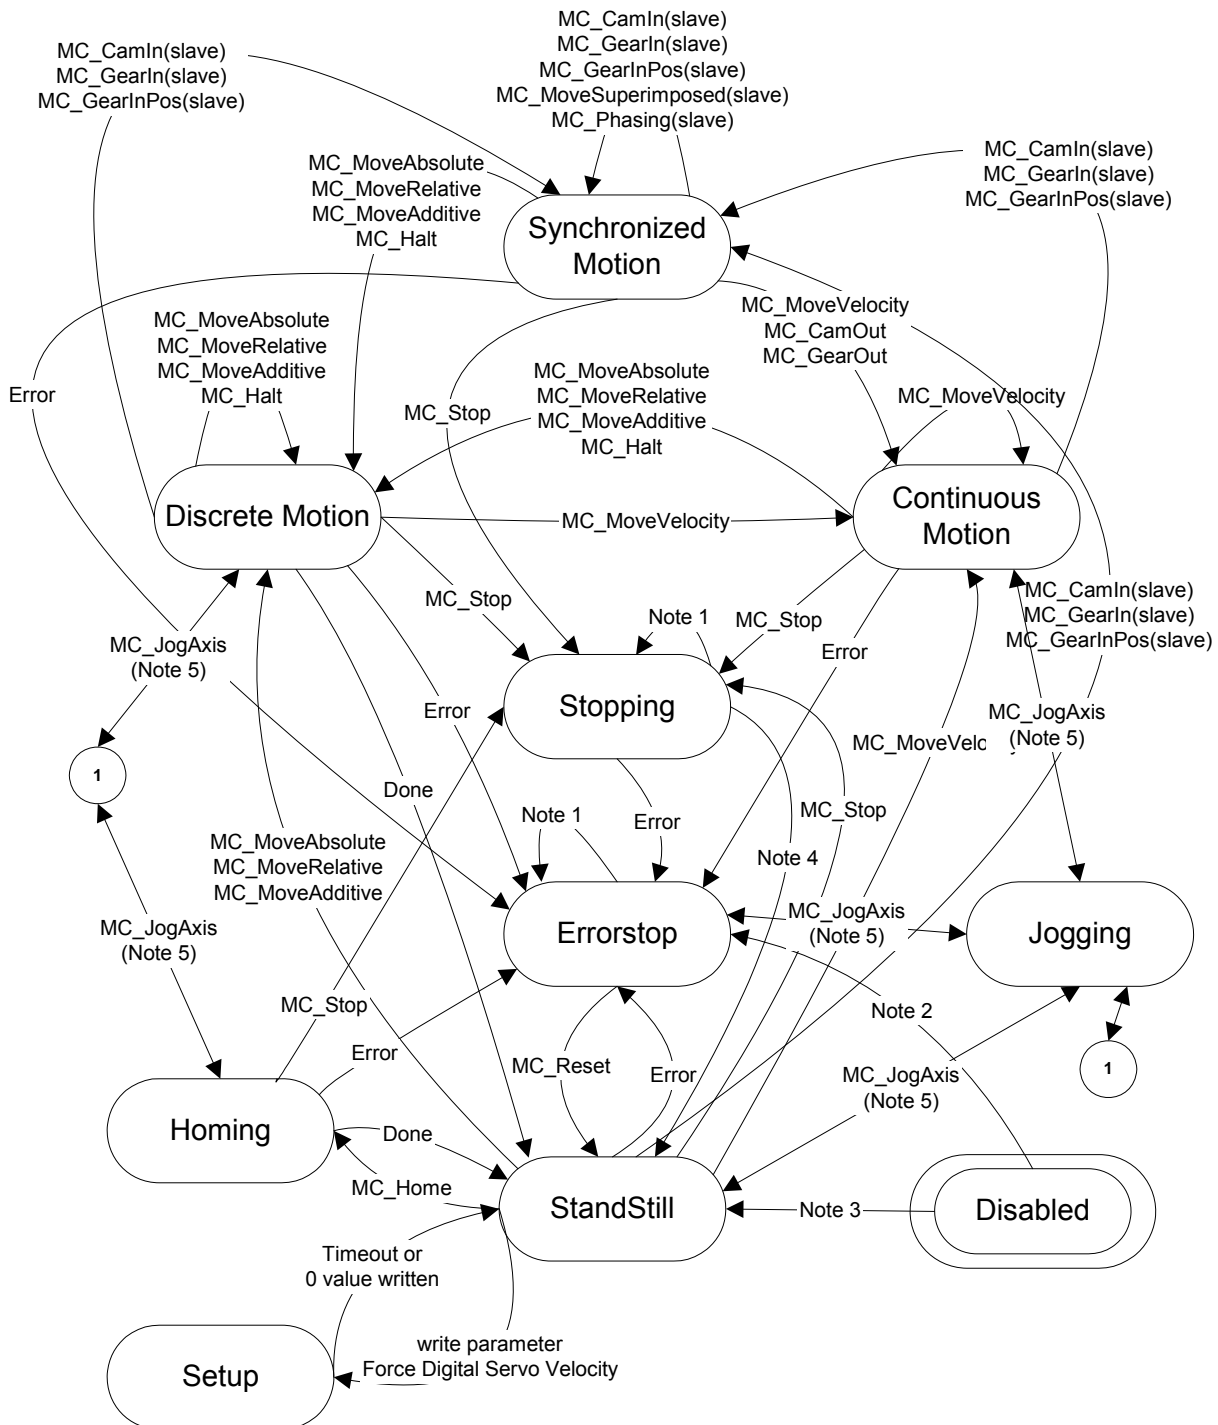 MC_CamIn(slave)
MC_GearIn(slave)
MC_GearInPos(slave)
MC_MoveSuperimposed(slave)
MC_Phasing(slave)
MC_CamIn(slave)
MC_GearIn(slave)
MC_GearInPos(slave)
MC_CamIn(slave)
MC_GearIn(slave)
MC_GearInPos(slave)
MC_MoveAbsolute
MC_MoveRelative
MC_MoveAdditive
MC_Halt
Synchronized
Motion
MC_MoveVelocity
MC_CamOut
MC_GearOut
MC_MoveAbsolute
MC_MoveRelative
MC_MoveAdditive
MC_Halt
Error
MC_MoveAbsolute
MC_MoveRelative
MC_MoveAdditive
MC_Halt
MC_Stop
MC_MoveVelocity
Discrete Motion
MC_MoveVelocity
Continuous
Motion
MC_Stop
Note 1
MC_Stop
Error
MC_CamIn(slave)
MC_GearIn(slave)
MC_GearInPos(slave)
MC_JogAxis
(Note 5)
Stopping
Error
MC_JogAxis
(Note 5)
MC_MoveVeloc
1
Done
Note 1
Error
MC_Stop
Note 4
MC_MoveAbsolute
MC_MoveRelative
MC_MoveAdditive
MC_JogAxis
(Note 5)
Errorstop
MC_JogAxis
(Note 5)
Jogging
MC_Stop
Note 2
Error
MC_Reset
Error
MC_JogAxis
(Note 5)
1
Homing
Done
MC_Home
StandStill
Note 3
Disabled
Timeout or
0 value written
write parameter
Force Digital Servo Velocity
Setup